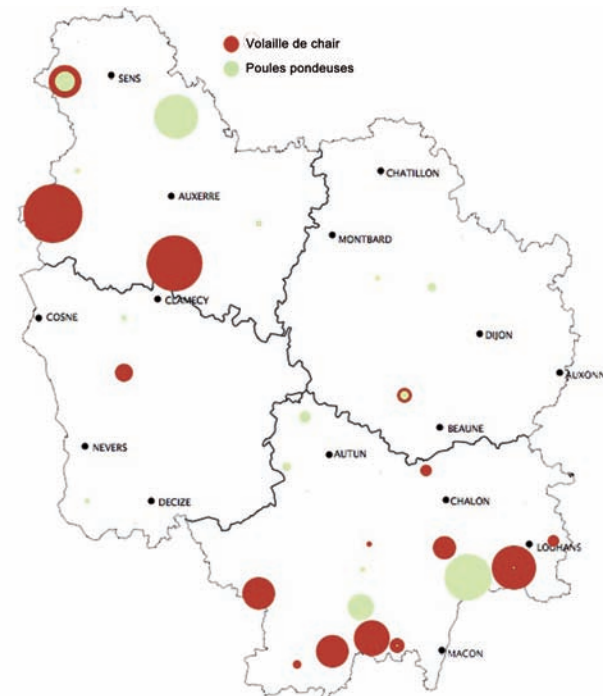 Volaille de chair
Poules pondeuses
SENS
CHATILLON
AUXERRE
MONTBARD
CLAMECY
COSNE
DIJON
AUXONN
BEAUNE
NEVERS
AUTUN
DECIZE
CHALON
LOUHANS
MACON